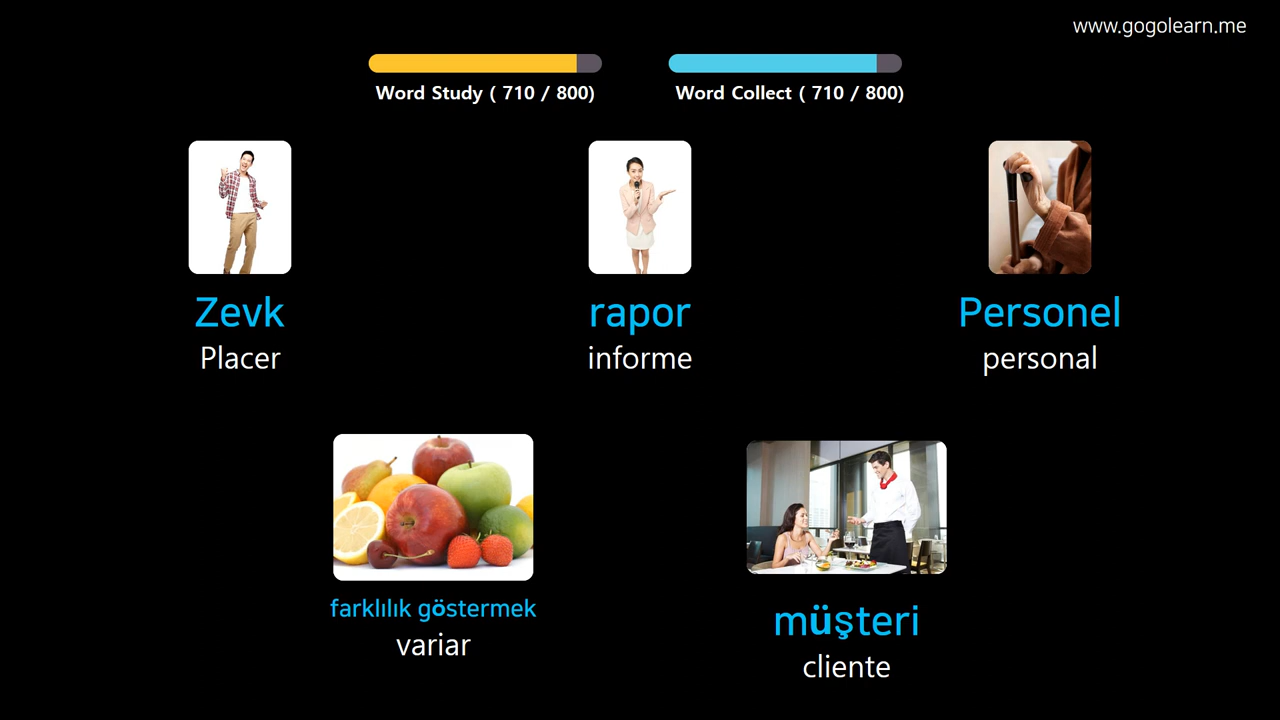 www.gogolearn.me
Word Study ( 710 / 800)
Word Collect ( 710 / 800)
Zevk
Placer
rapor
informe
Personel
personal
farklılık göstermek
variar
müşteri
cliente